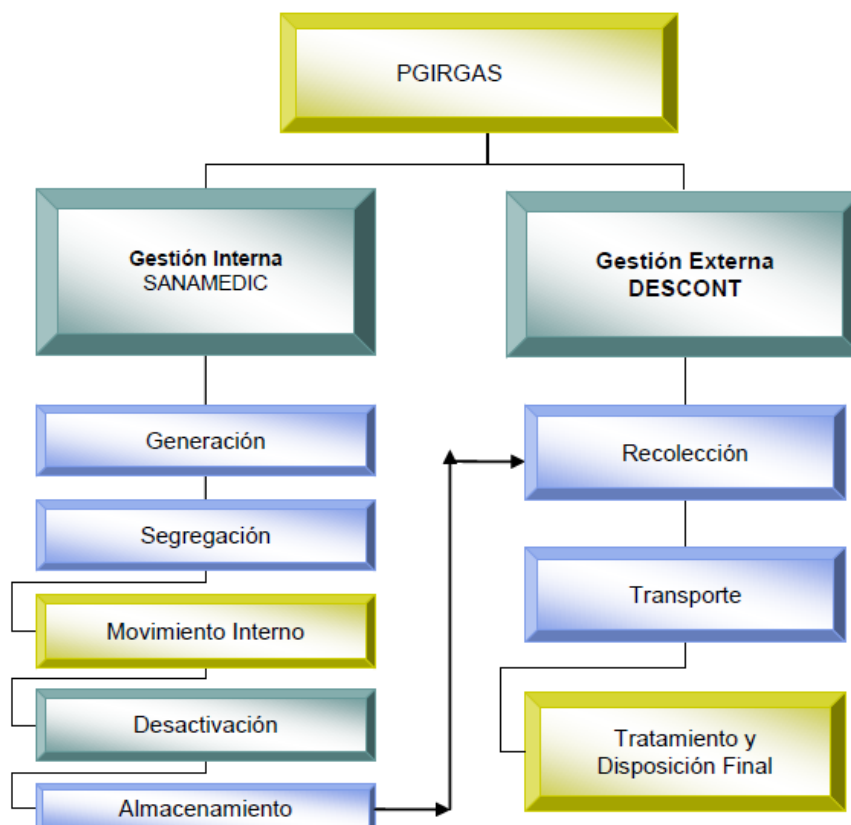 PGIRGAS
Gestión Interna
SANAMEDIC
Gestión Externa
DESCONT
Generación
Segregación
Movimiento Interno
Desactivación
Almacenamiento
Recolección
Transporte
Tratamiento y
Disposición Final